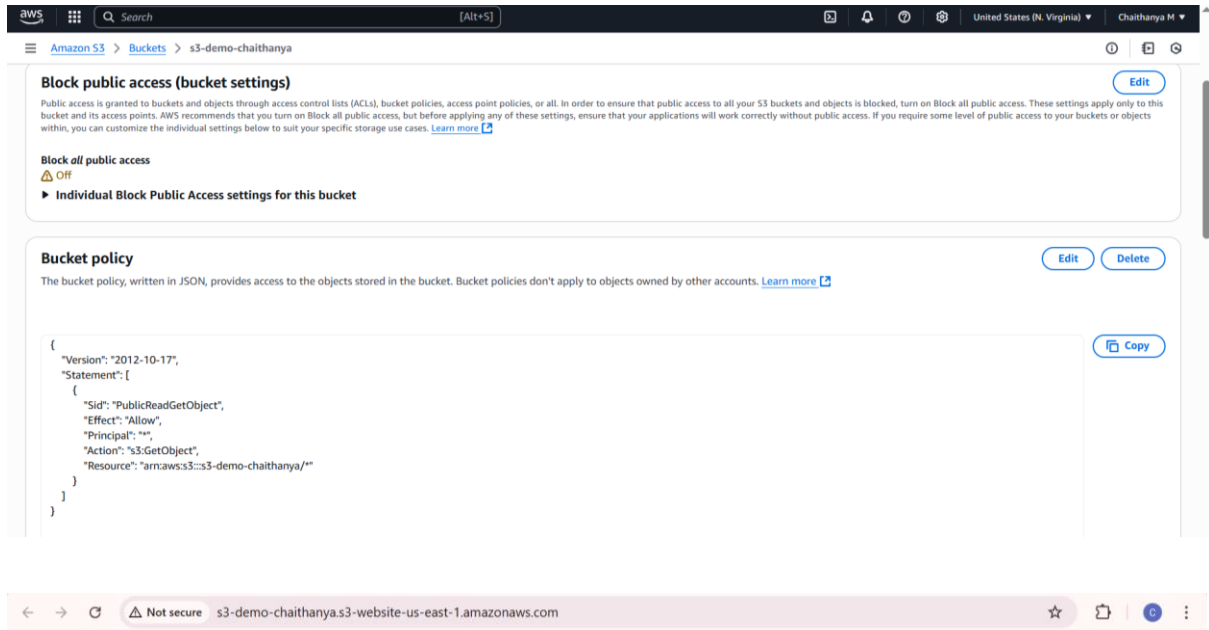 aws Search [Alt+S] United States (N. Virginia) Chaithanya M
Amazon S3 > Buckets > s3-demo-chaithanya
Block public access (bucket settings) Edit
Public access is granted to buckets and objects through access control lists (ACLs), bucket policies, access point policies, or all. In order to ensure that public access to all your S3 buckets and objects is blocked, turn on Block all public access. These settings apply only to this
bucket and its access points. AWS recommends that you turn on Block all public access, but before applying any of these settings, ensure that your applications will work correctly without public access. If you require some level of public access to your buckets or objects
within, you can customize the individual settings below to suit your specific storage use cases. Learn more
Block all public access
Off
Individual Block Public Access settings for this bucket
Bucket policy Edit Delete
The bucket policy, written in JSON, provides access to the objects stored in the bucket. Bucket policies don't apply to objects owned by other accounts. Learn more
{ Copy
"Version": "2012-10-17",
"Statement": [
{
"Sid": "PublicReadGetObject",
"Effect": "Allow",
"Principal": "*",
"Action": "s3:GetObject",
"Resource": "arn:aws:s3:::s3-demo-chaithanya/*"
}
]
}
Not secure s3-demo-chaithanya.s3-website-us-east-1.amazonaws.com C